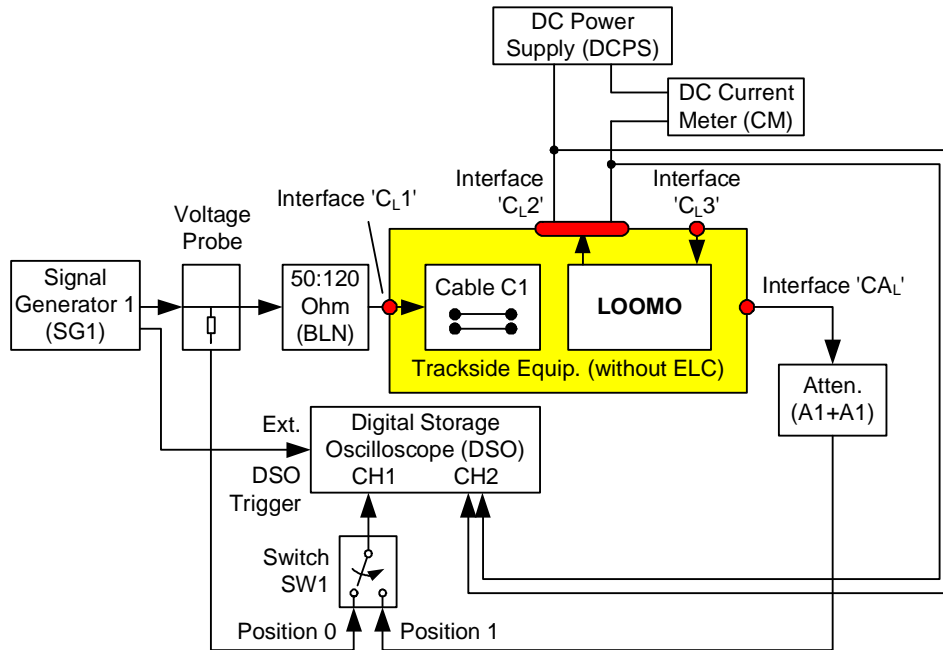 DC Power
Supply (DCPS)
DC Current
Meter (CM)
Interface
'CL2'
Interface
'CL3'
Interface 'CL1'
Voltage
Probe
Signal
Generator 1
(SG1)
50:120
Ohm
(BLN)
Cable C1
LOOMO
Interface 'CAL'
Trackside Equip. (without ELC)
Atten.
(A1+A1)
Ext.
DSO
Trigger
Digital Storage
Oscilloscope (DSO)
CH1 CH2
Switch
SW1
Position 0
Position 1